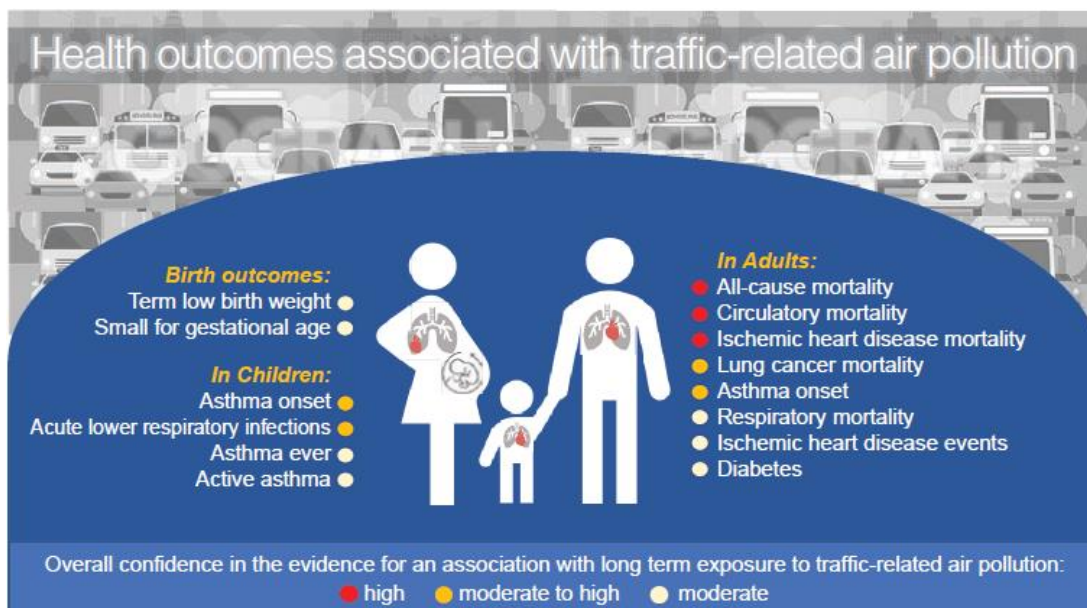 Health outcomes associated with traffic-related air pollution
Birth outcomes:
Term low birth weight
Small for gestational age
In Children:
Asthma onset
Acute lower respiratory infections
Asthma ever
Active asthma
In Adults:
All-cause mortality
Circulatory mortality
Ischemic heart disease mortality
Lung cancer mortality
Asthma onset
Respiratory mortality
Ischemic heart disease events
Diabetes
Overall confidence in the evidence for an association with long term exposure to traffic-related air pollution:
high moderate to high moderate